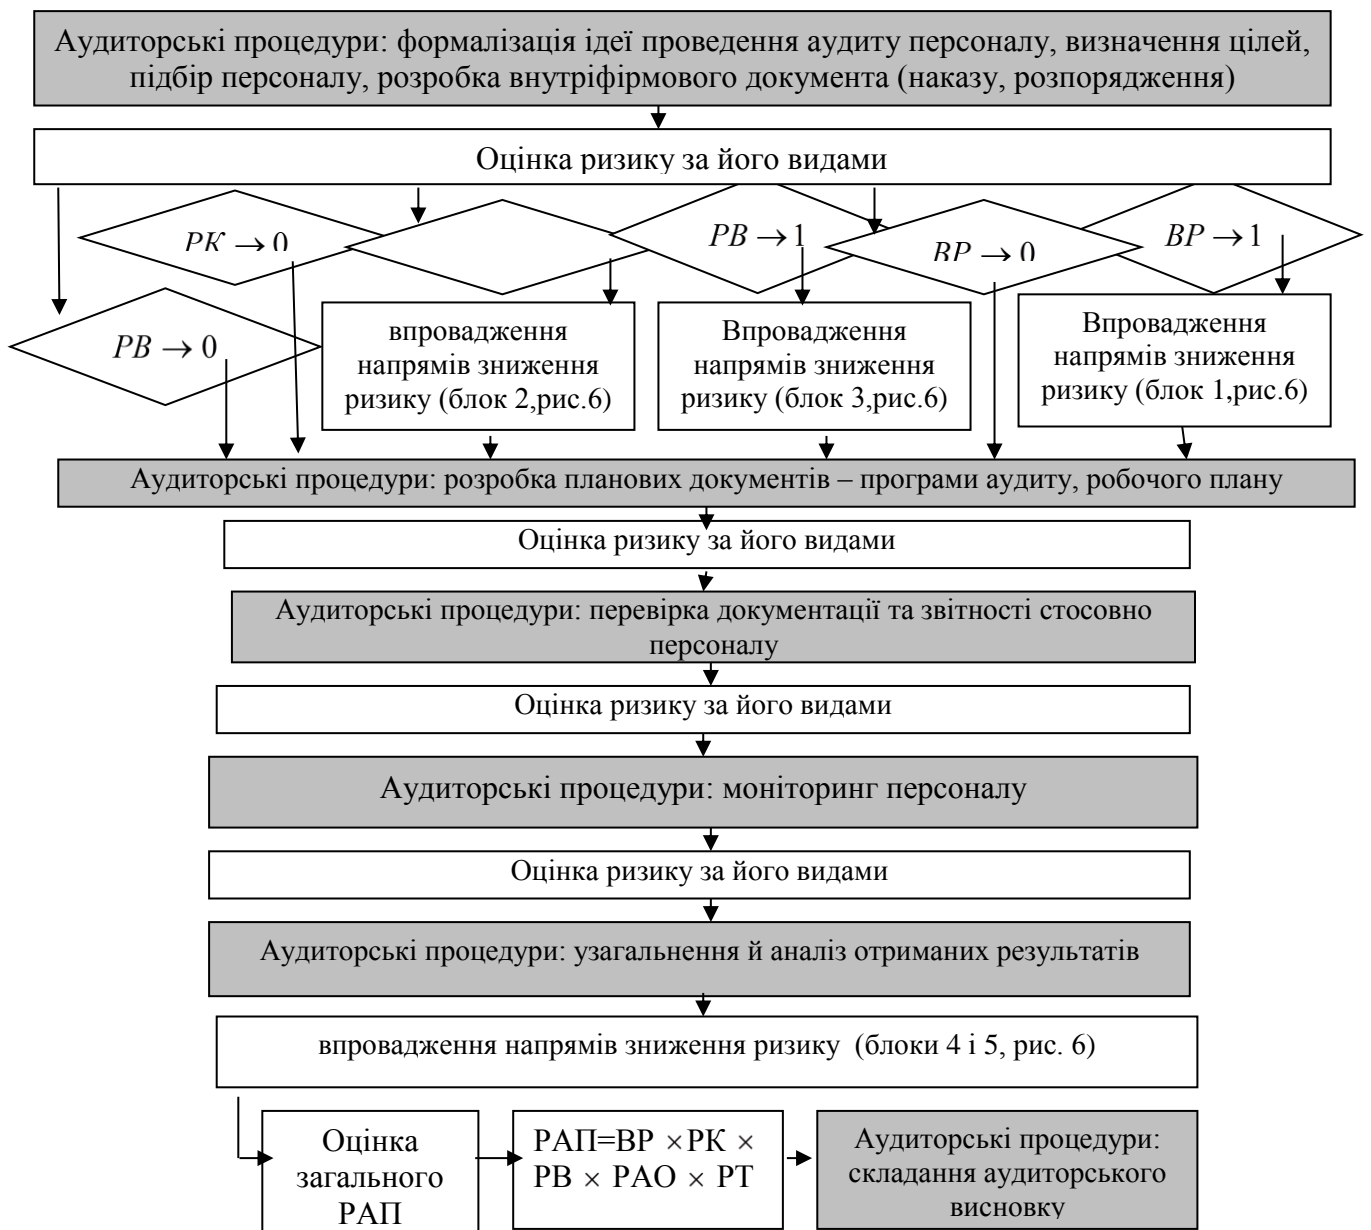 Аудиторські процедури: формалізація ідеї проведення аудиту персоналу, визначення цілей,
підбір персоналу, розробка внутріфірмового документа (наказу, розпорядження)
Оцінка ризику за його видами
РК → 0
РВ → 1
ВР → 0
ВР → 1
РВ → 0
впровадження
напрямів зниження
ризику (блок 2,рис.6)
Впровадження
напрямів зниження
ризику (блок 3,рис.6)
Впровадження
напрямів зниження
ризику (блок 1,рис.6)
Аудиторські процедури: розробка планових документів – програми аудиту, робочого плану
Оцінка ризику за його видами
Аудиторські процедури: перевірка документації та звітності стосовно
персоналу
Оцінка ризику за його видами
Аудиторські процедури: моніторинг персоналу
Оцінка ризику за його видами
Аудиторські процедури: узагальнення й аналіз отриманих результатів
впровадження напрямів зниження ризику (блоки 4 і 5, рис. 6)
Оцінка
загального
РАП
РАП=ВР ×РК ×
РВ × РАО × РТ
Аудиторські процедури:
складання аудиторського
висновку